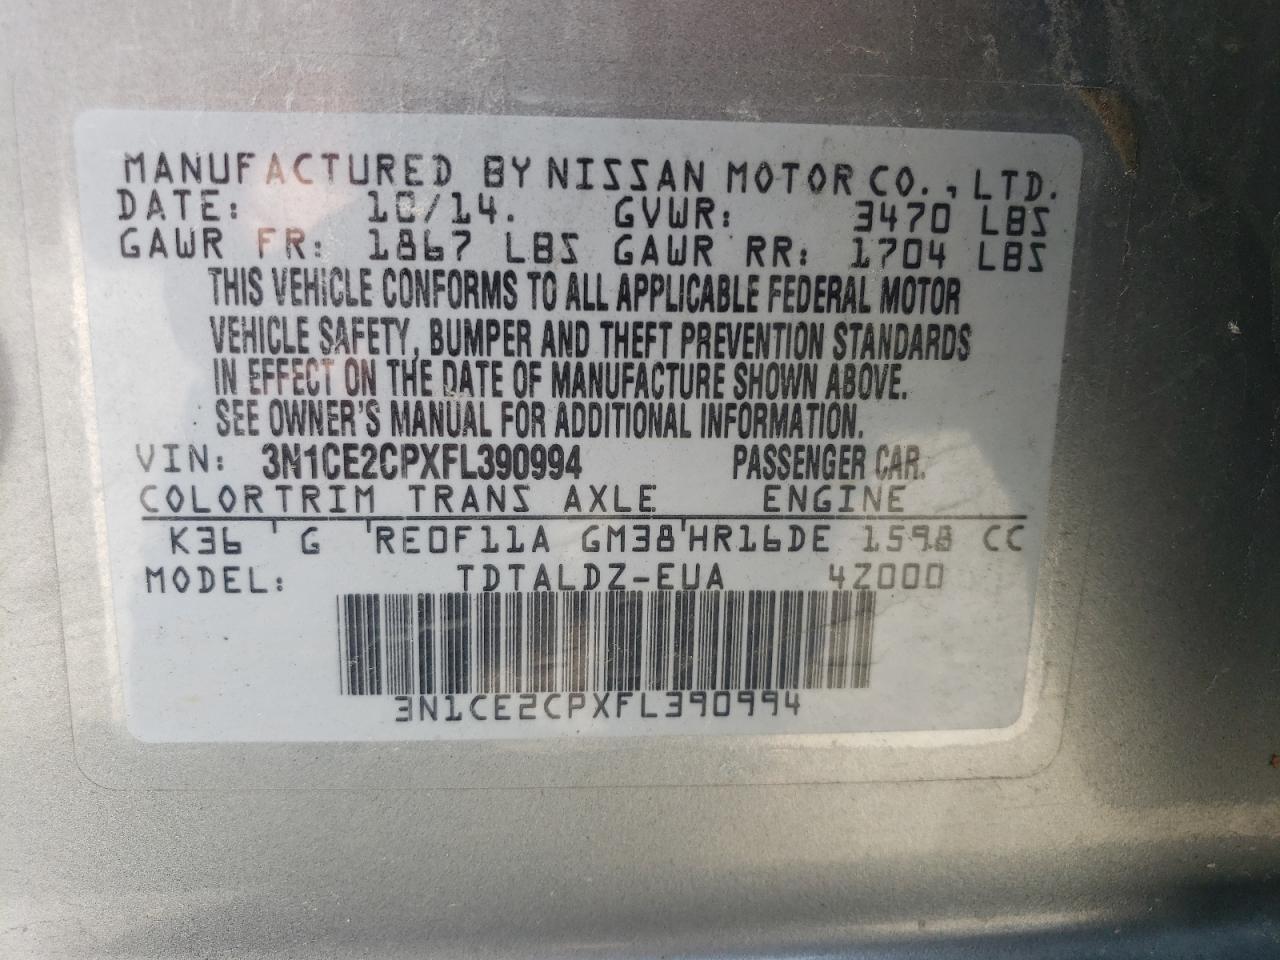 MANUFACTURED BY NISSAN MOTOR CO., LTD.
DATE: 10/14. GVWR: 3470 LBS
GAWR FR: 1867 LBS GAWR RR: 1704 LBS
THIS VEHICLE CONFORMS TO ALL APPLICABLE FEDERAL MOTOR
VEHICLE SAFETY, BUMPER AND THEFT PREVENTION STANDARDS
IN EFFECT ON THE DATE OF MANUFACTURE SHOWN ABOVE.
SEE OWNER'S MANUAL FOR ADDITIONAL INFORMATION.
VIN: 3N1CE2CPXFL390994 PASSENGER CAR.
COLOR TRIM TRANS AXLE ENGINE
K36 G RE0F11A GM38 HR16DE 1598 CC
MODEL: TDTALDZ-EUA 4Z000
3N1CE2CPXFL390994